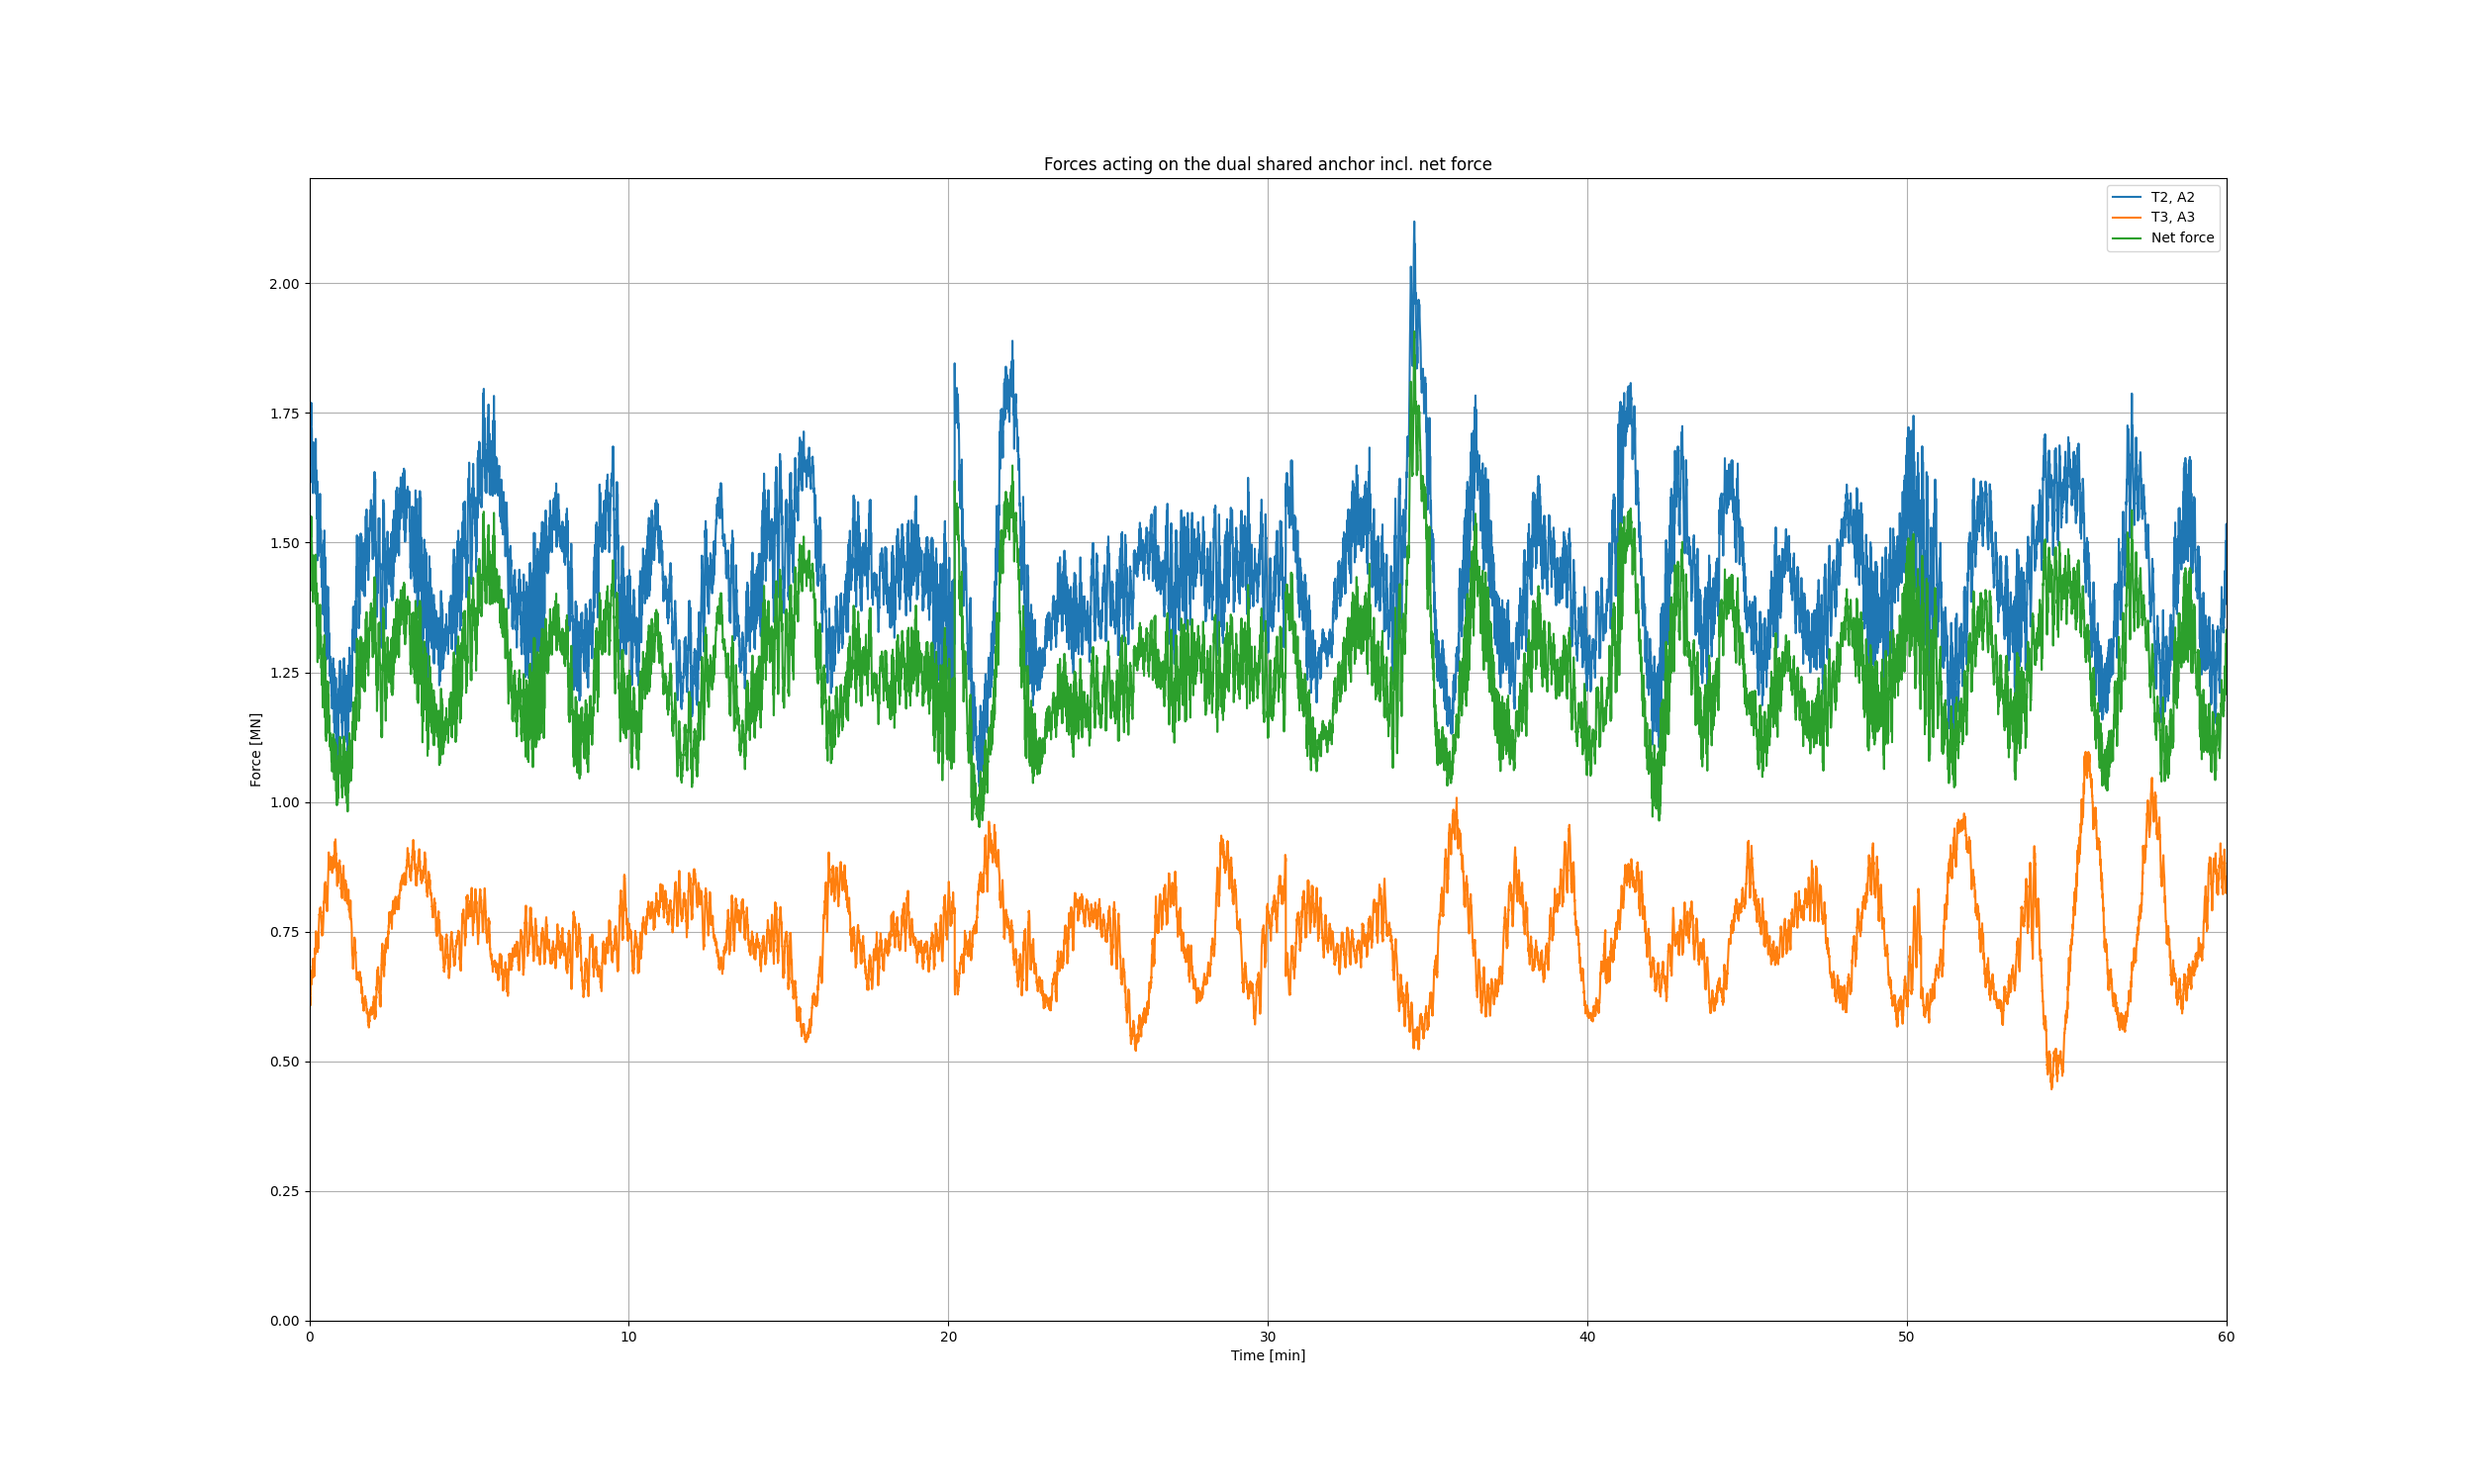 Forces acting on the dual shared anchor incl. net force
T2, A2
T3, A3
Net force
2.00
1.75
1.50
1.25
1.00
0.75
0.50
0.25
0.00
Force [MN]
0 10 20 30 40 50 60
Time [min]